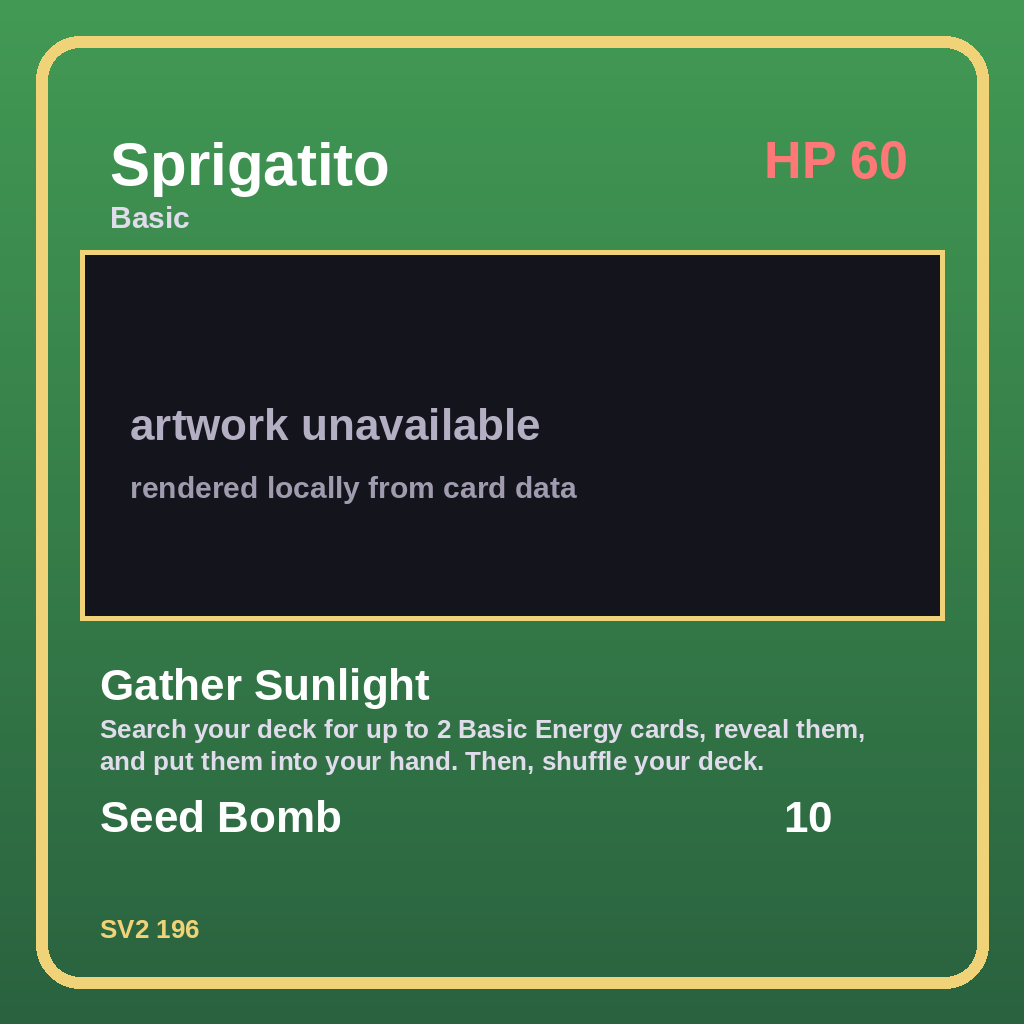 Sprigatito
HP 60
Basic
artwork unavailable
rendered locally from card data
Gather Sunlight
Search your deck for up to 2 Basic Energy cards, reveal them,
and put them into your hand. Then, shuffle your deck.
Seed Bomb
10
SV2 196